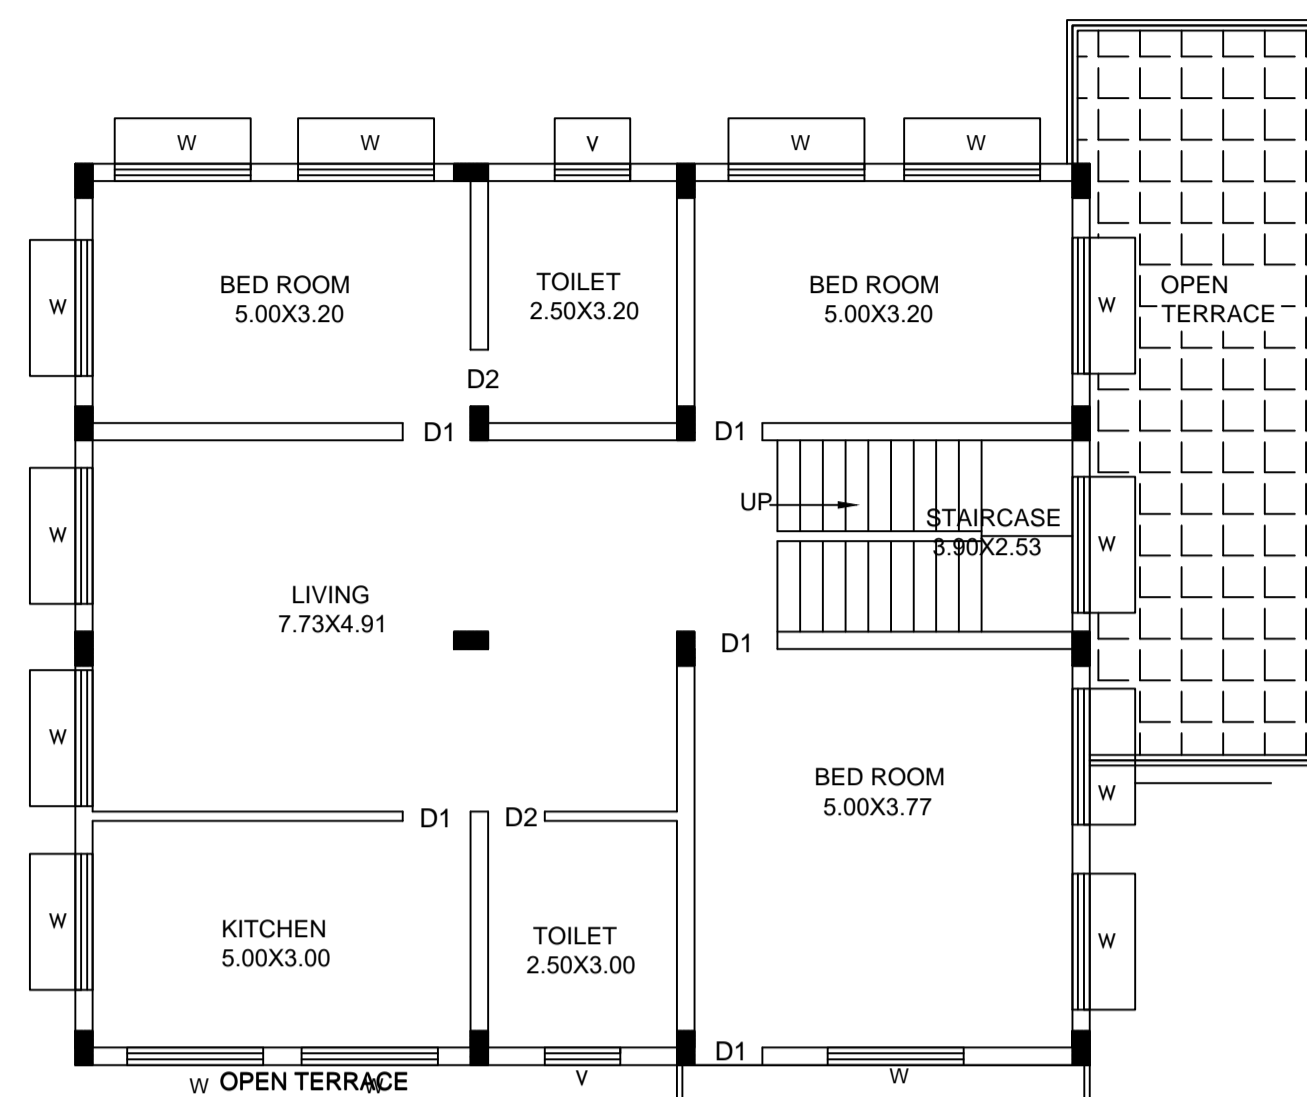 W
W
V
W
W
BED ROOM
5.00X3.20
TOILET
2.50X3.20
BED ROOM
5.00X3.20
OPEN
TERRACE
W
W
D2
D1
D1
UP
STAIRCASE
3.90X2.53
W
W
LIVING
7.73X4.91
D1
W
BED ROOM
5.00X3.77
W
D1
D2
W
KITCHEN
5.00X3.00
TOILET
2.50X3.00
W
D1
W
OPEN TERRACE
W
V
W